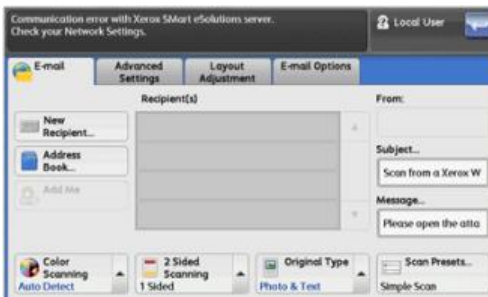 Communication error with Xerox SMart eSolutions server.
Check your Network Settings.
Local User
E-mail
Advanced
Settings
Layout
Adjustment
E-mail Options
Recipient(s)
From:
New
Recipient...
Address
Book...
Add Me
Subject...
Scan from a Xerox W
Message...
Please open the atta
Color
Scanning
Auto Detect
2 Sided
Scanning
1 Sided
Original Type
Photo & Text
Scan Presets...
Simple Scan